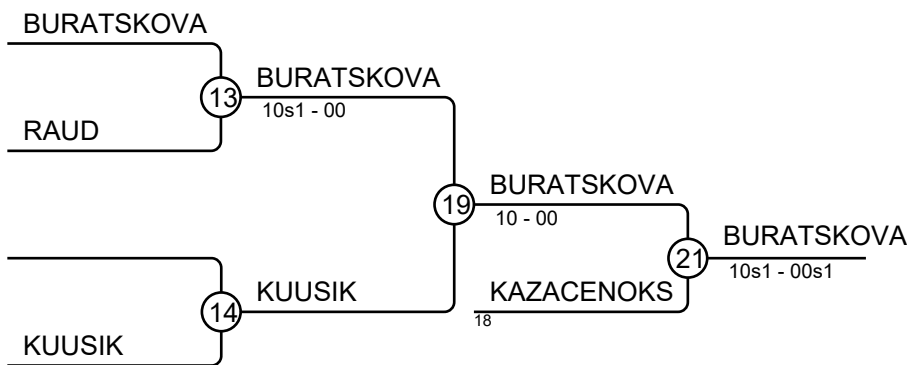 BURATSKOVA
13
BURATSKOVA
10s1 - 00
RAUD
19
BURATSKOVA
10 - 00
21
BURATSKOVA
10s1 - 00s1
14
KUUSIK
KAZACENOKS
18
KUUSIK